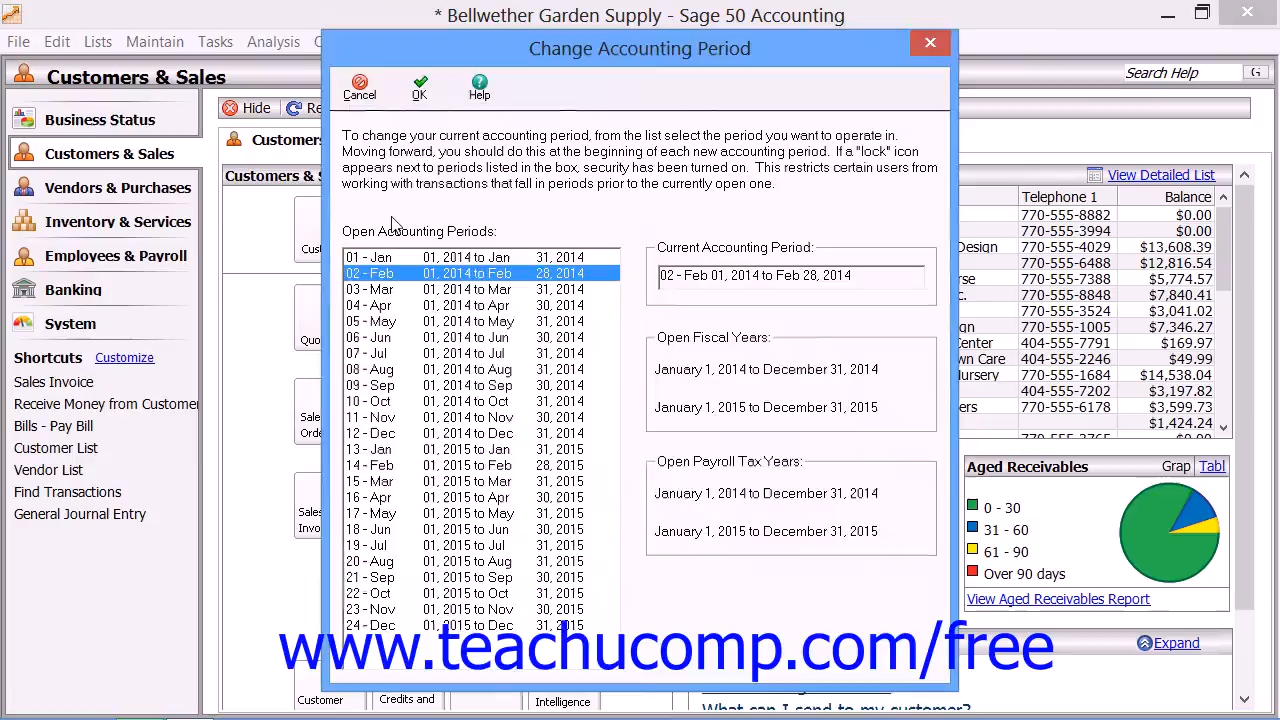 * Bellwether Garden Supply - Sage 50 Accounting
File Edit Lists Maintain Tasks Analysis
Change Accounting Period
Customers & Sales
Search Help
Cancel OK Help
Hide
Business Status
Customers & Sales
Vendors & Purchases
Inventory & Services
Employees & Payroll
Banking
System
Shortcuts Customize
Sales Invoice
Receive Money from Customer
Bills - Pay Bill
Customer List
Vendor List
Find Transactions
General Journal Entry
To change your current accounting period, from the list select the period you want to operate in.
Moving forward, you should do this at the beginning of each new accounting period. If a "lock" icon
appears next to periods listed in the box, security has been turned on. This restricts certain users from
working with transactions that fall in periods prior to the currently open one.
Open Accounting Periods:
01 - Jan 01, 2014 to Jan 31, 2014
02 - Feb 01, 2014 to Feb 28, 2014
03 - Mar 01, 2014 to Mar 31, 2014
04 - Apr 01, 2014 to Apr 30, 2014
05 - May 01, 2014 to May 31, 2014
06 - Jun 01, 2014 to Jun 30, 2014
07 - Jul 01, 2014 to Jul 31, 2014
08 - Aug 01, 2014 to Aug 31, 2014
09 - Sep 01, 2014 to Sep 30, 2014
10 - Oct 01, 2014 to Oct 31, 2014
11 - Nov 01, 2014 to Nov 30, 2014
12 - Dec 01, 2014 to Dec 31, 2014
13 - Jan 01, 2015 to Jan 31, 2015
14 - Feb 01, 2015 to Feb 28, 2015
15 - Mar 01, 2015 to Mar 31, 2015
16 - Apr 01, 2015 to Apr 30, 2015
17 - May 01, 2015 to May 31, 2015
18 - Jun 01, 2015 to Jun 30, 2015
19 - Jul 01, 2015 to Jul 31, 2015
20 - Aug 01, 2015 to Aug 31, 2015
21 - Sep 01, 2015 to Sep 30, 2015
22 - Oct 01, 2015 to Oct 31, 2015
23 - Nov 01, 2015 to Nov 30, 2015
24 - Dec 01, 2015 to Dec 31, 2015
Current Accounting Period:
02 - Feb 01, 2014 to Feb 28, 2014
Open Fiscal Years:
January 1, 2014 to December 31, 2014
January 1, 2015 to December 31, 2015
Open Payroll Tax Years:
January 1, 2014 to December 31, 2014
January 1, 2015 to December 31, 2015
View Detailed List
Telephone 1 Balance
770-555-8882 $0.00
770-555-3994 $0.00
Design 770-555-4029 $13,608.39
770-555-6488 $12,816.54
rse 770-555-7388 $5,774.23
c. 770-555-8848 $7,840.41
770-555-3524 $3,041.02
gn 770-555-1005 $7,346.27
Center 404-555-7791 $169.97
wn Care 404-555-2246 $49.99
Nursery 770-555-1684 $14,538.04
404-555-7202 $3,197.82
ers 770-555-6178 $3,599.73
$1,424.24
Aged Receivables Grap Tabl
0 - 30
31 - 60
61 - 90
Over 90 days
View Aged Receivables Report
Expand
What can I send to my customer?
Customer Credits and Intelligence
www.teachucomp.com/free